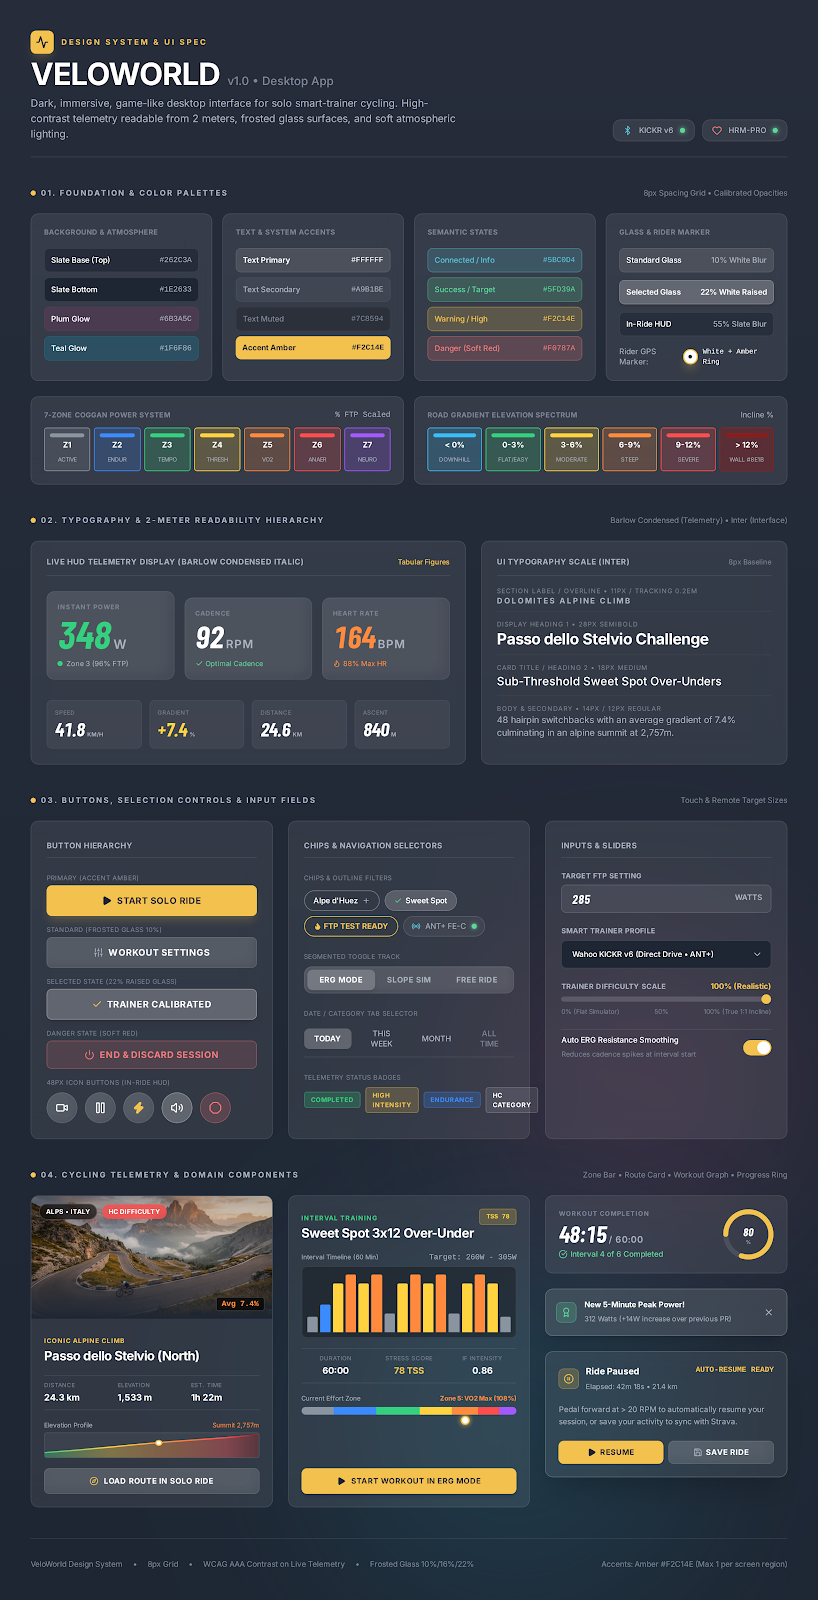 DESIGN SYSTEM & UI SPEC
VELOWORLD v1.0 • Desktop App
Dark, immersive, game-like desktop interface for solo smart-trainer cycling. High-
contrast telemetry readable from 2 meters, frosted glass surfaces, and soft atmospheric
lighting.
KICKR v6
HRM-PRO
01. FOUNDATION & COLOR PALETTES
8px Spacing Grid • Calibrated Opacities
BACKGROUND & ATMOSPHERE
Slate Base (Top) #262C3A
Slate Bottom #1E2633
Plum Glow #6B3A5C
Teal Glow #1F6F86
TEXT & SYSTEM ACCENTS
Text Primary #FFFFFF
Text Secondary #A9B1BE
Text Muted #7C8594
Accent Amber #F2C14E
SEMANTIC STATES
Connected / Info #5BC0D4
Success / Target #5FD39A
Warning / High #F2C14E
Danger (Soft Red) #F0787A
GLASS & RIDER MARKER
Standard Glass 10% White Blur
Selected Glass 22% White Raised
In-Ride HUD 55% Slate Blur
Rider GPS
Marker:
White + Amber
Ring
7-ZONE COGGAN POWER SYSTEM % FTP Scaled
Z1
ACTIVE
Z2
ENDUR
Z3
TEMPO
Z4
THRESH
Z5
VO2
Z6
ANAER
Z7
NEURO
ROAD GRADIENT ELEVATION SPECTRUM Incline %
< 0%
DOWNHILL
0-3%
FLAT/EASY
3-6%
MODERATE
6-9%
STEEP
9-12%
SEVERE
> 12%
WALL #8E1B
02. TYPOGRAPHY & 2-METER READABILITY HIERARCHY
Barlow Condensed (Telemetry) • Inter (Interface)
LIVE HUD TELEMETRY DISPLAY (BARLOW CONDENSED ITALIC) Tabular Figures
INSTANT POWER
348 W
Zone 3 (96% FTP)
CADENCE
92 RPM
Optimal Cadence
HEART RATE
164 BPM
88% Max HR
SPEED
41.8 KM/H
GRADIENT
+7.4 %
DISTANCE
24.6 KM
ASCENT
840 M
UI TYPOGRAPHY SCALE (INTER) 8px Baseline
SECTION LABEL / OVERLINE • 11PX / TRACKING 0.2EM
DOLOMITES ALPINE CLIMB
DISPLAY HEADING 1 • 28PX SEMIBOLD
Passo dello Stelvio Challenge
CARD TITLE / HEADING 2 • 18PX MEDIUM
Sub-Threshold Sweet Spot Over-Unders
BODY & SECONDARY • 14PX / 12PX REGULAR
48 hairpin switchbacks with an average gradient of 7.4%
culminating in an alpine summit at 2,757m.
03. BUTTONS, SELECTION CONTROLS & INPUT FIELDS
Touch & Remote Target Sizes
BUTTON HIERARCHY
PRIMARY (ACCENT AMBER)
START SOLO RIDE
STANDARD (FROSTED GLASS 10%)
WORKOUT SETTINGS
SELECTED STATE (22% RAISED GLASS)
TRAINER CALIBRATED
DANGER STATE (SOFT RED)
END & DISCARD SESSION
48PX ICON BUTTONS (IN-RIDE HUD)
CHIPS & NAVIGATION SELECTORS
CHIPS & OUTLINE FILTERS
Alpe d'Huez +
Sweet Spot
FTP TEST READY
ANT+ FE-C
SEGMENTED TOGGLE TRACK
ERG MODE SLOPE SIM FREE RIDE
DATE / CATEGORY TAB SELECTOR
TODAY
THIS
WEEK
MONTH
ALL
TIME
TELEMETRY STATUS BADGES
COMPLETED
HIGH
INTENSITY
ENDURANCE
HC
CATEGORY
INPUTS & SLIDERS
TARGET FTP SETTING
285 WATTS
SMART TRAINER PROFILE
Wahoo KICKR v6 (Direct Drive • ANT+)
TRAINER DIFFICULTY SCALE 100% (Realistic)
0% (Flat Simulator) 50% 100% (True 1:1 Incline)
Auto ERG Resistance Smoothing
Reduces cadence spikes at interval start
04. CYCLING TELEMETRY & DOMAIN COMPONENTS
Zone Bar • Route Card • Workout Graph • Progress Ring
ALPS • ITALY
HC DIFFICULTY
Avg 7.4%
ICONIC ALPINE CLIMB
Passo dello Stelvio (North)
DISTANCE
24.3 km
ELEVATION
1,533 m
EST. TIME
1h 22m
Elevation Profile Summit 2,757m
LOAD ROUTE IN SOLO RIDE
INTERVAL TRAINING
TSS 78
Sweet Spot 3x12 Over-Under
Interval Timeline (60 Min) Target: 260W - 305W
DURATION
60:00
STRESS SCORE
78 TSS
IF INTENSITY
0.86
Current Effort Zone Zone 5: VO2 Max (108%)
START WORKOUT IN ERG MODE
WORKOUT COMPLETION
48:15 / 60:00
Interval 4 of 6 Completed
80
%
New 5-Minute Peak Power!
312 Watts (+14W increase over previous PR)
Ride Paused AUTO-RESUME READY
Elapsed: 42m 18s • 21.4 km
Pedal forward at > 20 RPM to automatically resume your
session, or save your activity to sync with Strava.
RESUME
SAVE RIDE
VeloWorld Design System • 8px Grid • WCAG AAA Contrast on Live Telemetry • Frosted Glass 10%/16%/22%
Accents: Amber #F2C14E (Max 1 per screen region)